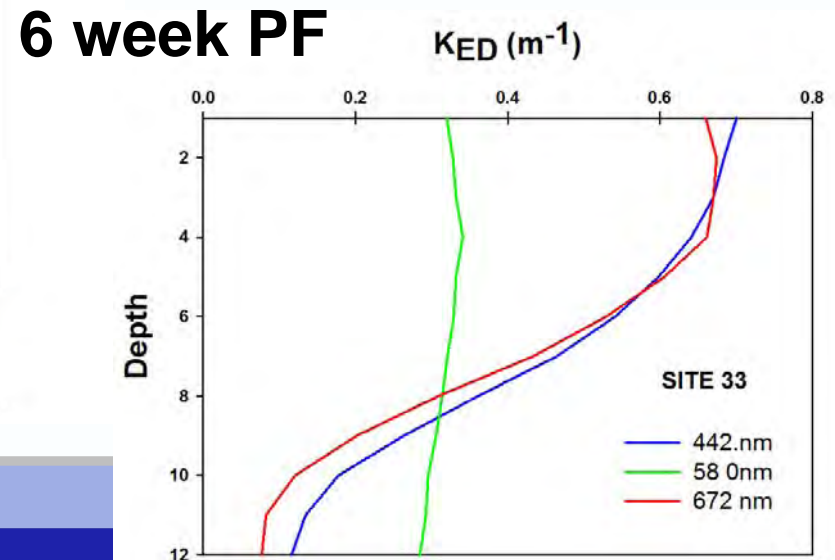 6 week PF
KED (m-1)
0.0 0.2 0.4 0.6 0.8
2
4
6
8
10
12
Depth
SITE 33
442.nm
58 0nm
672 nm